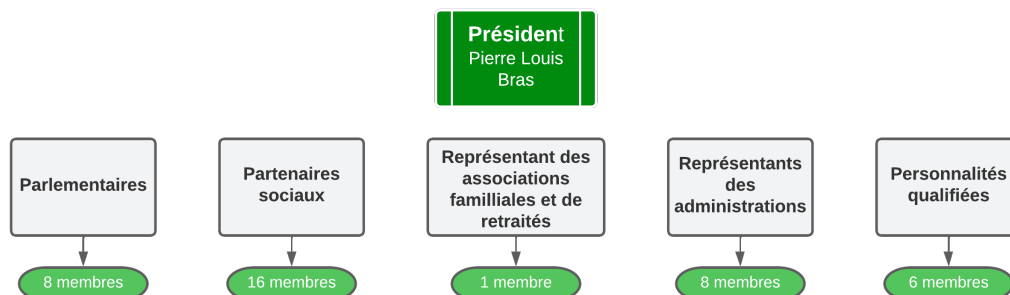 Président
Pierre Louis
Bras
Parlementaires
Partenaires
sociaux
Représentant des
associations
familliales et de
retraités
Représentants
des
administrations
Personnalités
qualifiées
8 membres
16 membres
1 membre
8 membres
6 membres